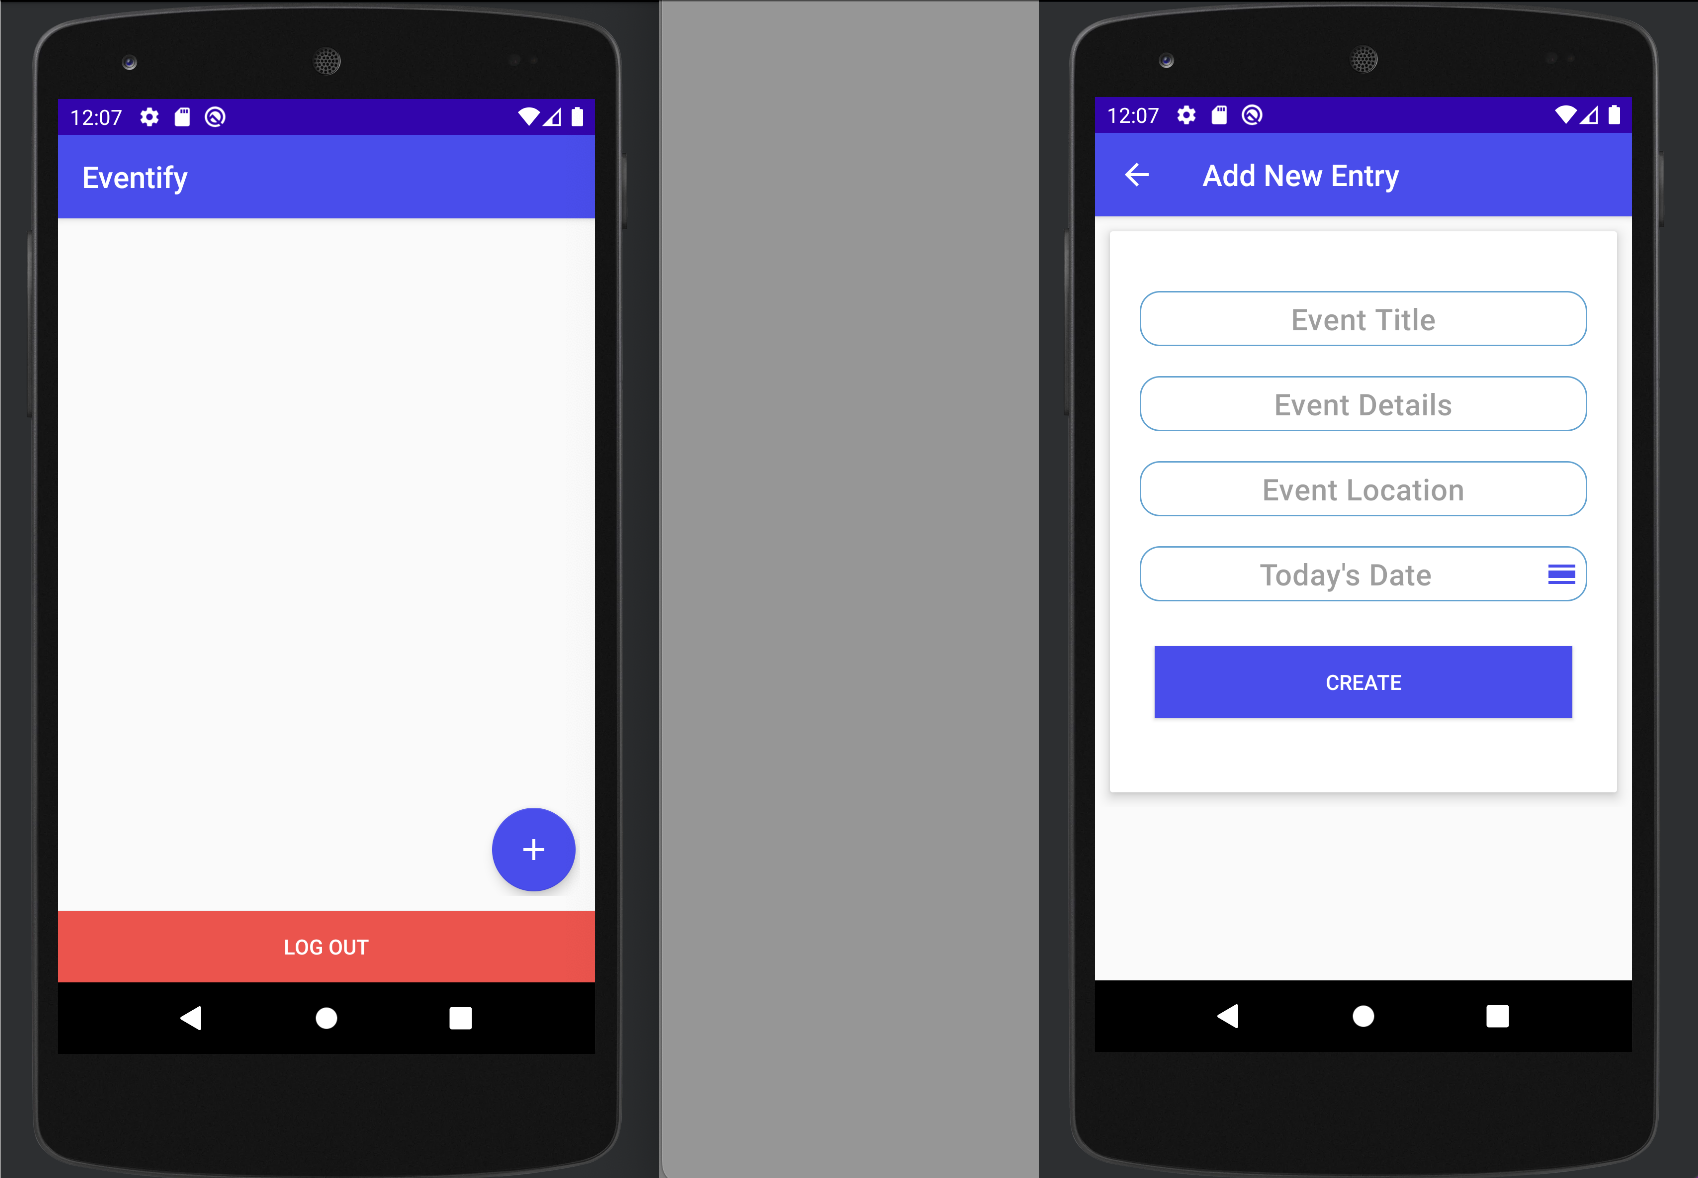 12:07
Eventify
LOG OUT
12:07
Add New Entry
Event Title
Event Details
Event Location
Today's Date
CREATE